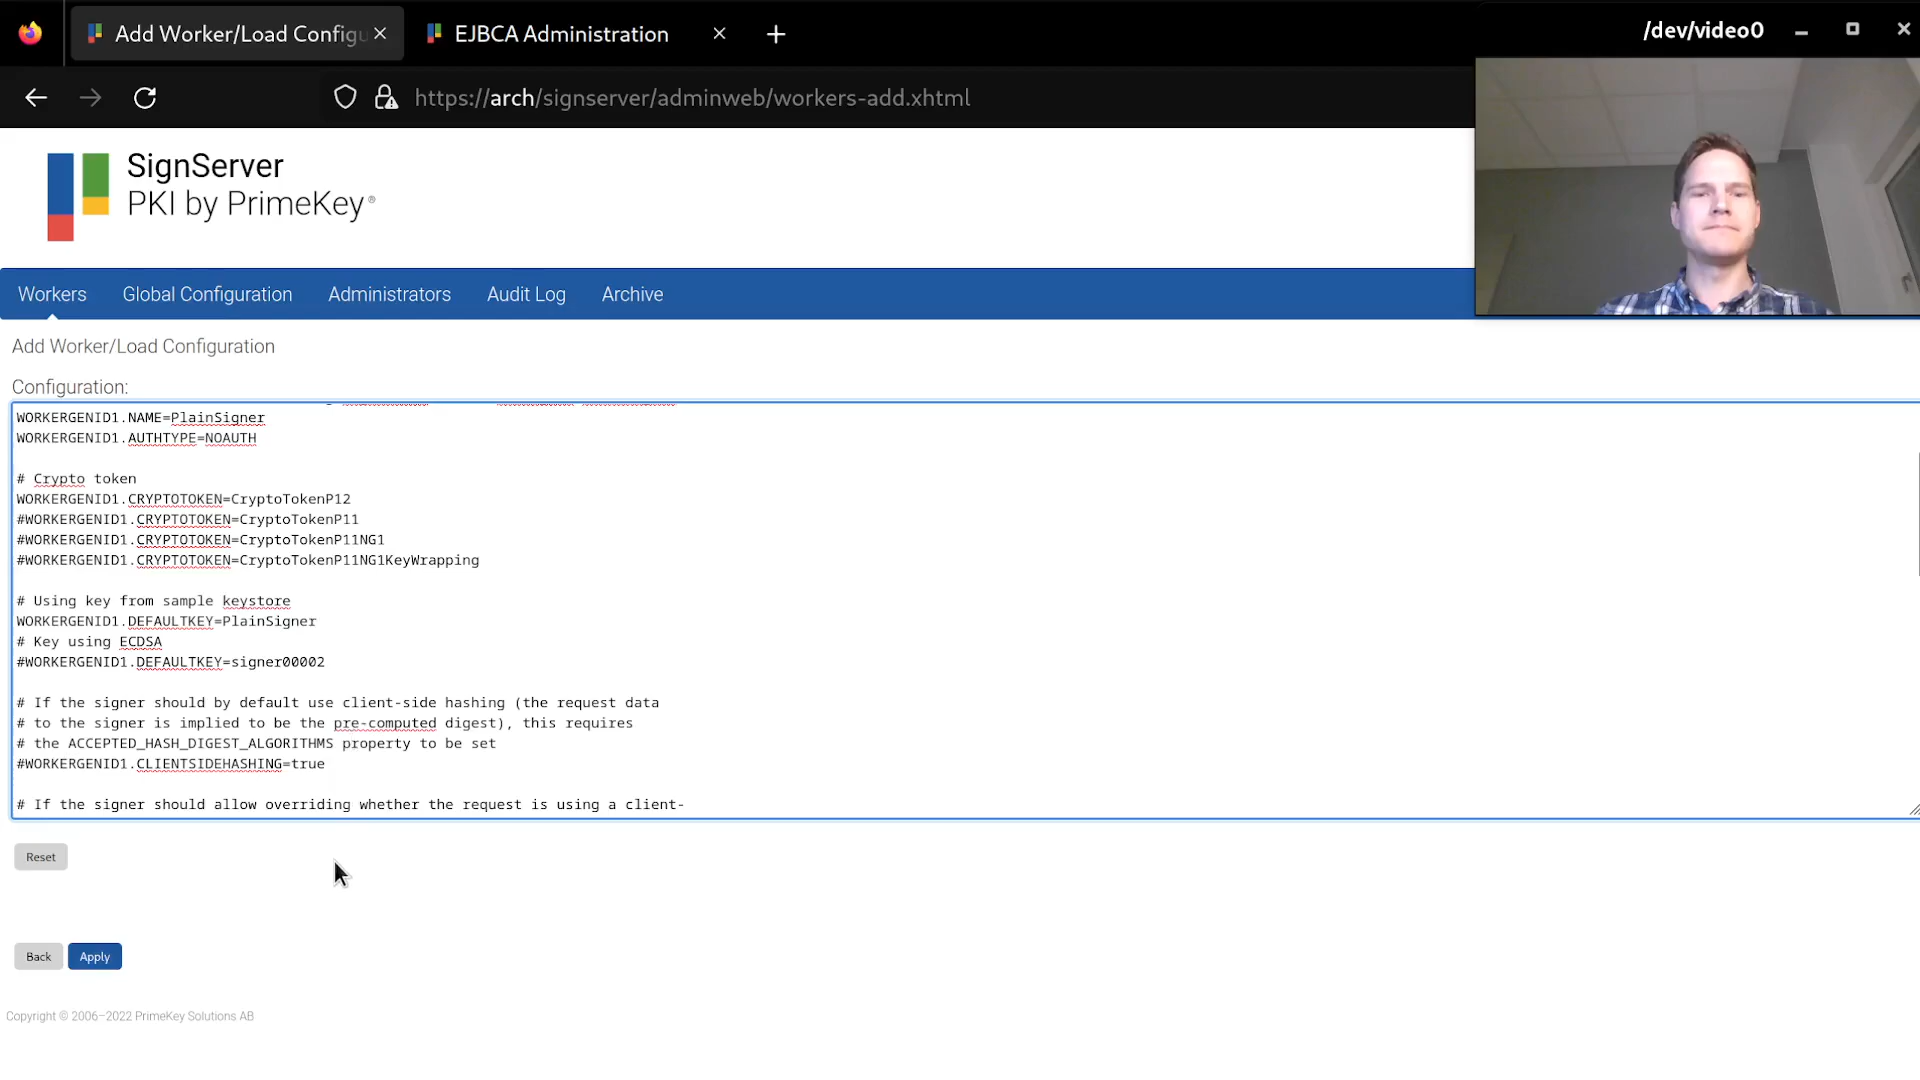 Add Worker/Load Configu
EJBCA Administration
/dev/video0
https://arch/signserver/adminweb/workers-add.xhtml
SignServer
PKI by PrimeKey®
Workers
Global Configuration
Administrators
Audit Log
Archive
Add Worker/Load Configuration
Configuration:
WORKERGENID1.NAME=PlainSigner
WORKERGENID1.AUTHTYPE=NOAUTH
# Crypto token
WORKERGENID1.CRYPTOTOKEN=CryptoTokenP12
#WORKERGENID1.CRYPTOTOKEN=CryptoTokenP11
#WORKERGENID1.CRYPTOTOKEN=CryptoTokenP11NG1
#WORKERGENID1.CRYPTOTOKEN=CryptoTokenP11NG1KeyWrapping
# Using key from sample keystore
WORKERGENID1.DEFAULTKEY=PlainSigner
# Key using ECDSA
#WORKERGENID1.DEFAULTKEY=signer00002
# If the signer should by default use client-side hashing (the request data
# to the signer is implied to be the pre-computed digest), this requires
# the ACCEPTED_HASH_DIGEST_ALGORITHMS property to be set
#WORKERGENID1.CLIENTSIDEHASHING=true
# If the signer should allow overriding whether the request is using a client-
Reset
Back
Apply
Copyright © 2006–2022 PrimeKey Solutions AB